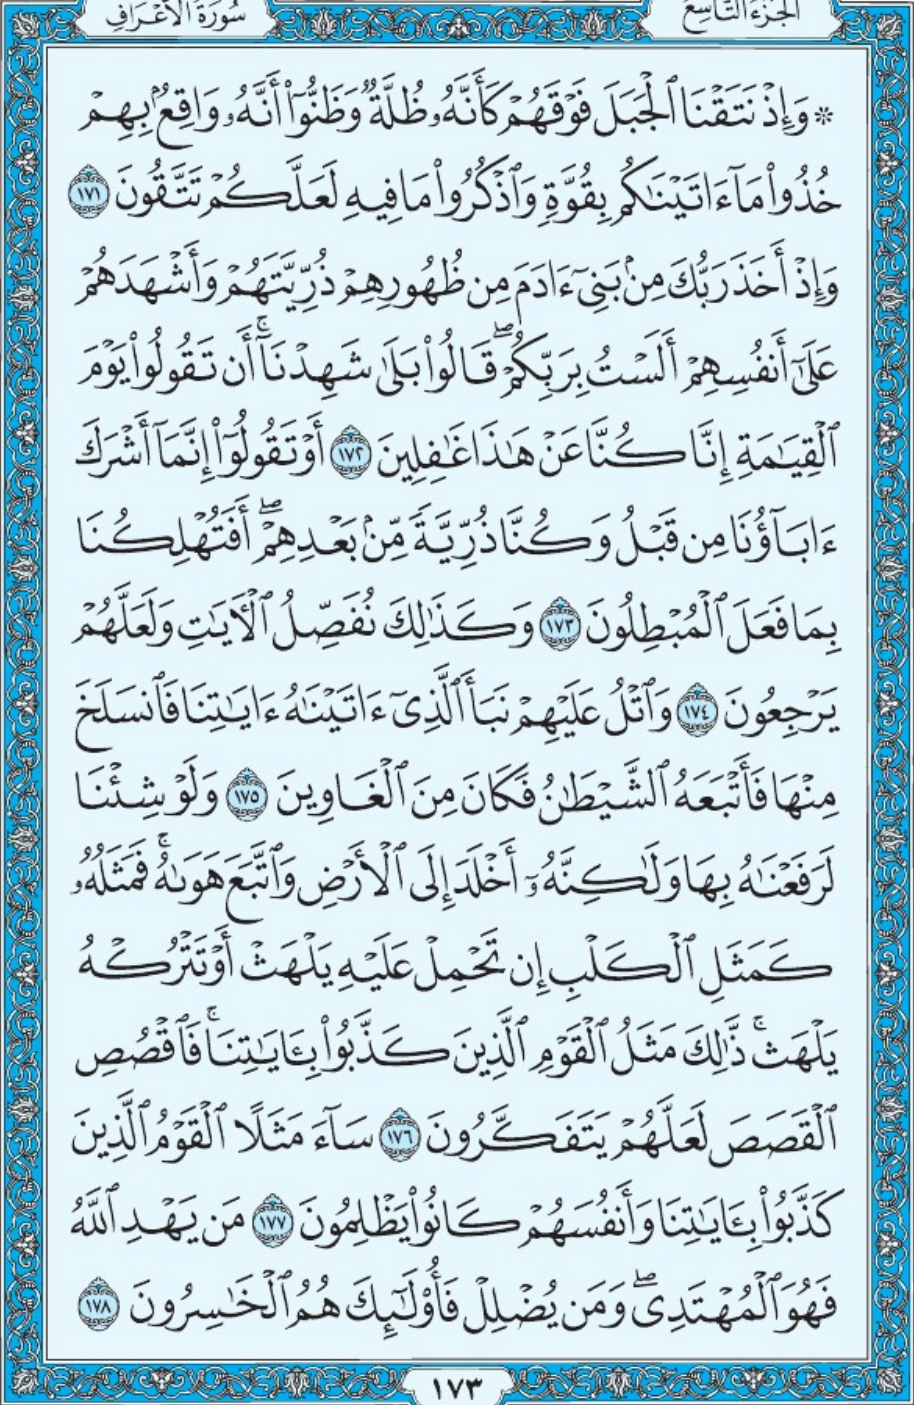 الجزء التاسع
سورة الأعراف
۞ وَإِذْ نَتَقْنَا ٱلْجَبَلَ فَوْقَهُمْ كَأَنَّهُۥ ظُلَّةٌ وَظَنُّوٓا۟ أَنَّهُۥ وَاقِعٌۢ بِهِمْ
خُذُوا۟ مَآ ءَاتَيْنَٰكُم بِقُوَّةٍ وَٱذْكُرُوا۟ مَا فِيهِ لَعَلَّكُمْ تَتَّقُونَ ١٧١
وَإِذْ أَخَذَ رَبُّكَ مِنۢ بَنِىٓ ءَادَمَ مِن ظُهُورِهِمْ ذُرِّيَّتَهُمْ وَأَشْهَدَهُمْ
عَلَىٰٓ أَنفُسِهِمْ أَلَسْتُ بِرَبِّكُمْ ۖ قَالُوا۟ بَلَىٰ شَهِدْنَآ ۚ أَن تَقُولُوا۟ يَوْمَ
ٱلْقِيَٰمَةِ إِنَّا كُنَّا عَنْ هَٰذَا غَٰفِلِينَ ١٧٢ أَوْ تَقُولُوٓا۟ إِنَّمَآ أَشْرَكَ
ءَابَآؤُنَا مِن قَبْلُ وَكُنَّا ذُرِّيَّةً مِّنۢ بَعْدِهِمْ ۖ أَفَتُهْلِكُنَا
بِمَا فَعَلَ ٱلْمُبْطِلُونَ ١٧٣ وَكَذَٰلِكَ نُفَصِّلُ ٱلْءَايَٰتِ وَلَعَلَّهُمْ
يَرْجِعُونَ ١٧٤ وَٱتْلُ عَلَيْهِمْ نَبَأَ ٱلَّذِىٓ ءَاتَيْنَٰهُ ءَايَٰتِنَا فَٱنسَلَخَ
مِنْهَا فَأَتْبَعَهُ ٱلشَّيْطَٰنُ فَكَانَ مِنَ ٱلْغَاوِينَ ١٧٥ وَلَوْ شِئْنَا
لَرَفَعْنَٰهُ بِهَا وَلَٰكِنَّهُۥٓ أَخْلَدَ إِلَى ٱلْأَرْضِ وَٱتَّبَعَ هَوَىٰهُ ۚ فَمَثَلُهُۥ
كَمَثَلِ ٱلْكَلْبِ إِن تَحْمِلْ عَلَيْهِ يَلْهَثْ أَوْ تَتْرُكْهُ
يَلْهَث ۚ ذَّٰلِكَ مَثَلُ ٱلْقَوْمِ ٱلَّذِينَ كَذَّبُوا۟ بِـَٔايَٰتِنَا ۚ فَٱقْصُصِ
ٱلْقَصَصَ لَعَلَّهُمْ يَتَفَكَّرُونَ ١٧٦ سَآءَ مَثَلًا ٱلْقَوْمُ ٱلَّذِينَ
كَذَّبُوا۟ بِـَٔايَٰتِنَا وَأَنفُسَهُمْ كَانُوا۟ يَظْلِمُونَ ١٧٧ مَن يَهْدِ ٱللَّهُ
فَهُوَ ٱلْمُهْتَدِى ۖ وَمَن يُضْلِلْ فَأُو۟لَٰٓئِكَ هُمُ ٱلْخَٰسِرُونَ ١٧٨
١٧٣